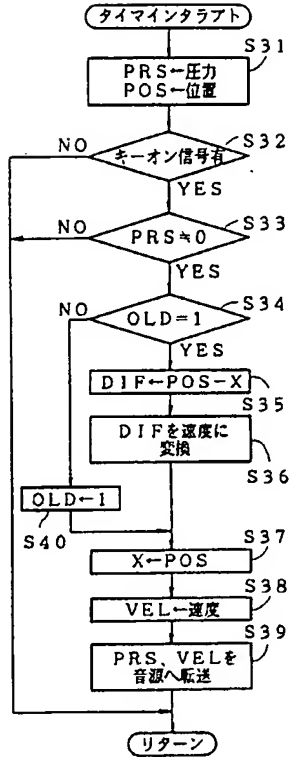 タイマインタラプト
S31
PRS←圧力
POS←位置
S32
キーオン信号有
NO
YES
S33
PRS≒0
NO
YES
S34
OLD=1
NO
YES
DIF←POS-X
S35
DIFを速度に
変換
S36
OLD←1
S40
S37
X←POS
S38
VEL←速度
S39
PRS、VELを
音源へ転送
リターン